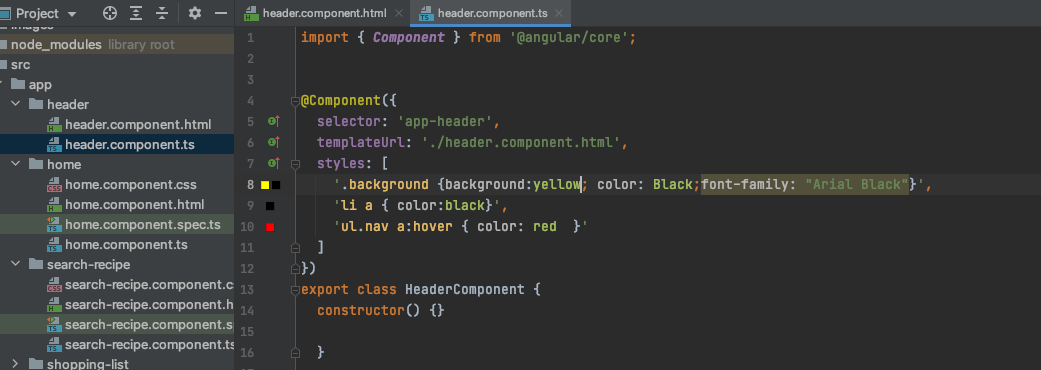 Project
header.component.html
header.component.ts
images
node_modules library root
src
app
header
header.component.html
header.component.ts
home
home.component.css
home.component.html
home.component.spec.ts
home.component.ts
search-recipe
search-recipe.component.c
search-recipe.component.h
search-recipe.component.s
search-recipe.component.ts
shopping-list
1 import { Component } from '@angular/core';
2
3
4 @Component({
5 selector: 'app-header',
6 templateUrl: './header.component.html',
7 styles: [
8 '.background {background:yellow; color: Black;font-family: "Arial Black"}',
9 'li a { color:black}',
10 'ul.nav a:hover { color: red  }'
11 ]
12 })
13 export class HeaderComponent {
14 constructor() {}
15
16 }